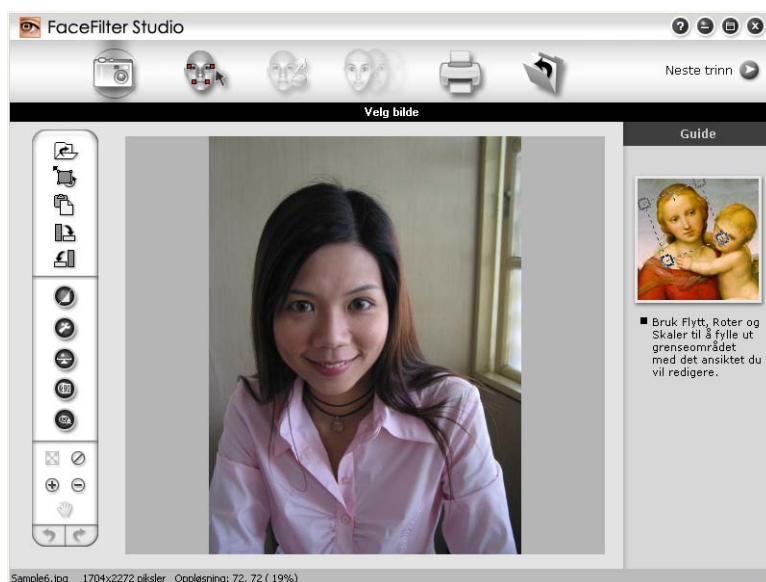 FaceFilter Studio
Neste trinn
Velg bilde
Guide
Bruk Flytt, Roter og
Skaler til å fylle ut
grenseområdet
med det ansiktet du
vil redigere.
Sample6.jpg 1704x2272 piksler Oppløsning: 72, 72 ( 19%)